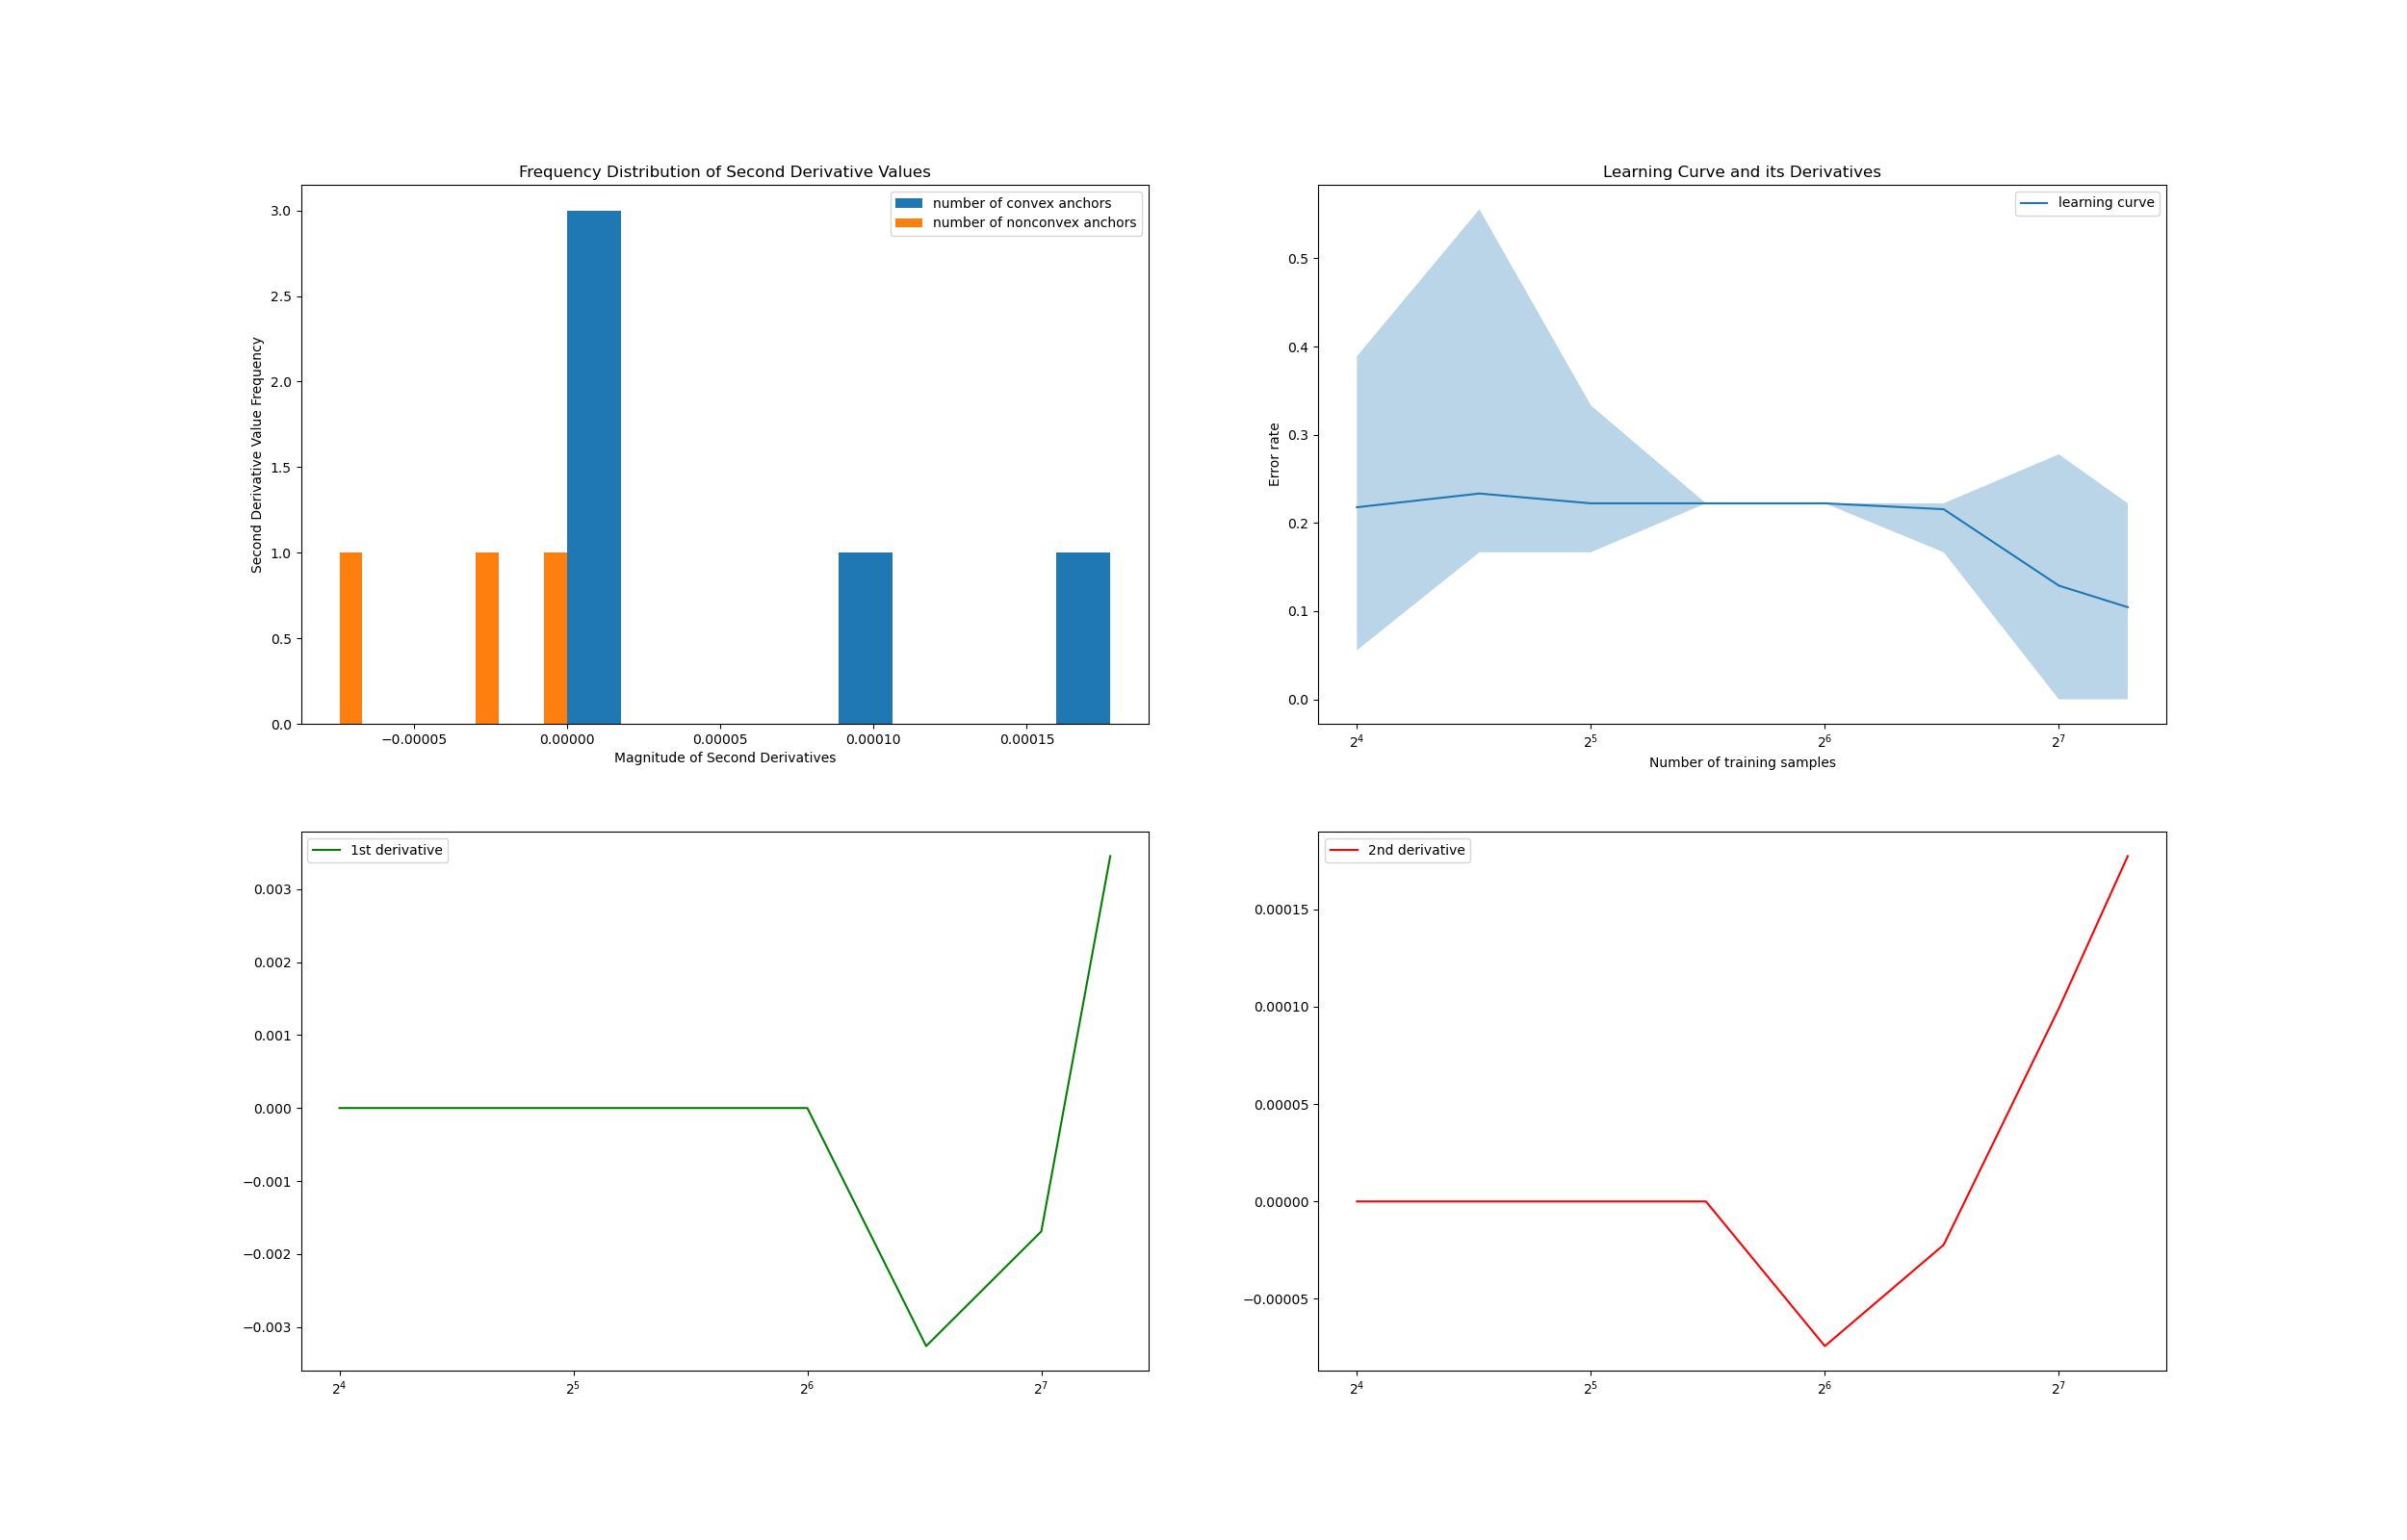 Frequency Distribution of Second Derivative Values
number of convex anchors
number of nonconvex anchors
Second Derivative Value Frequency
3.0
2.5
2.0
1.5
1.0
0.5
0.0
−0.00005 0.00000 0.00005 0.00010 0.00015
Magnitude of Second Derivatives
Learning Curve and its Derivatives
learning curve
Error rate
0.5
0.4
0.3
0.2
0.1
0.0
2⁴ 2⁵ 2⁶ 2⁷
Number of training samples
1st derivative
0.003
0.002
0.001
0.000
−0.001
−0.002
−0.003
2⁴ 2⁵ 2⁶ 2⁷
2nd derivative
0.00015
0.00010
0.00005
0.00000
−0.00005
2⁴ 2⁵ 2⁶ 2⁷